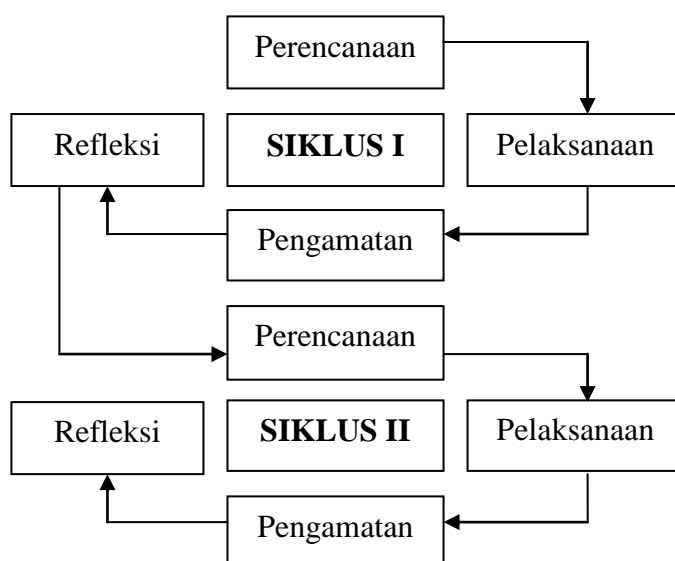 Perencanaan
Refleksi
SIKLUS I
Pelaksanaan
Pengamatan
Perencanaan
Refleksi
SIKLUS II
Pelaksanaan
Pengamatan